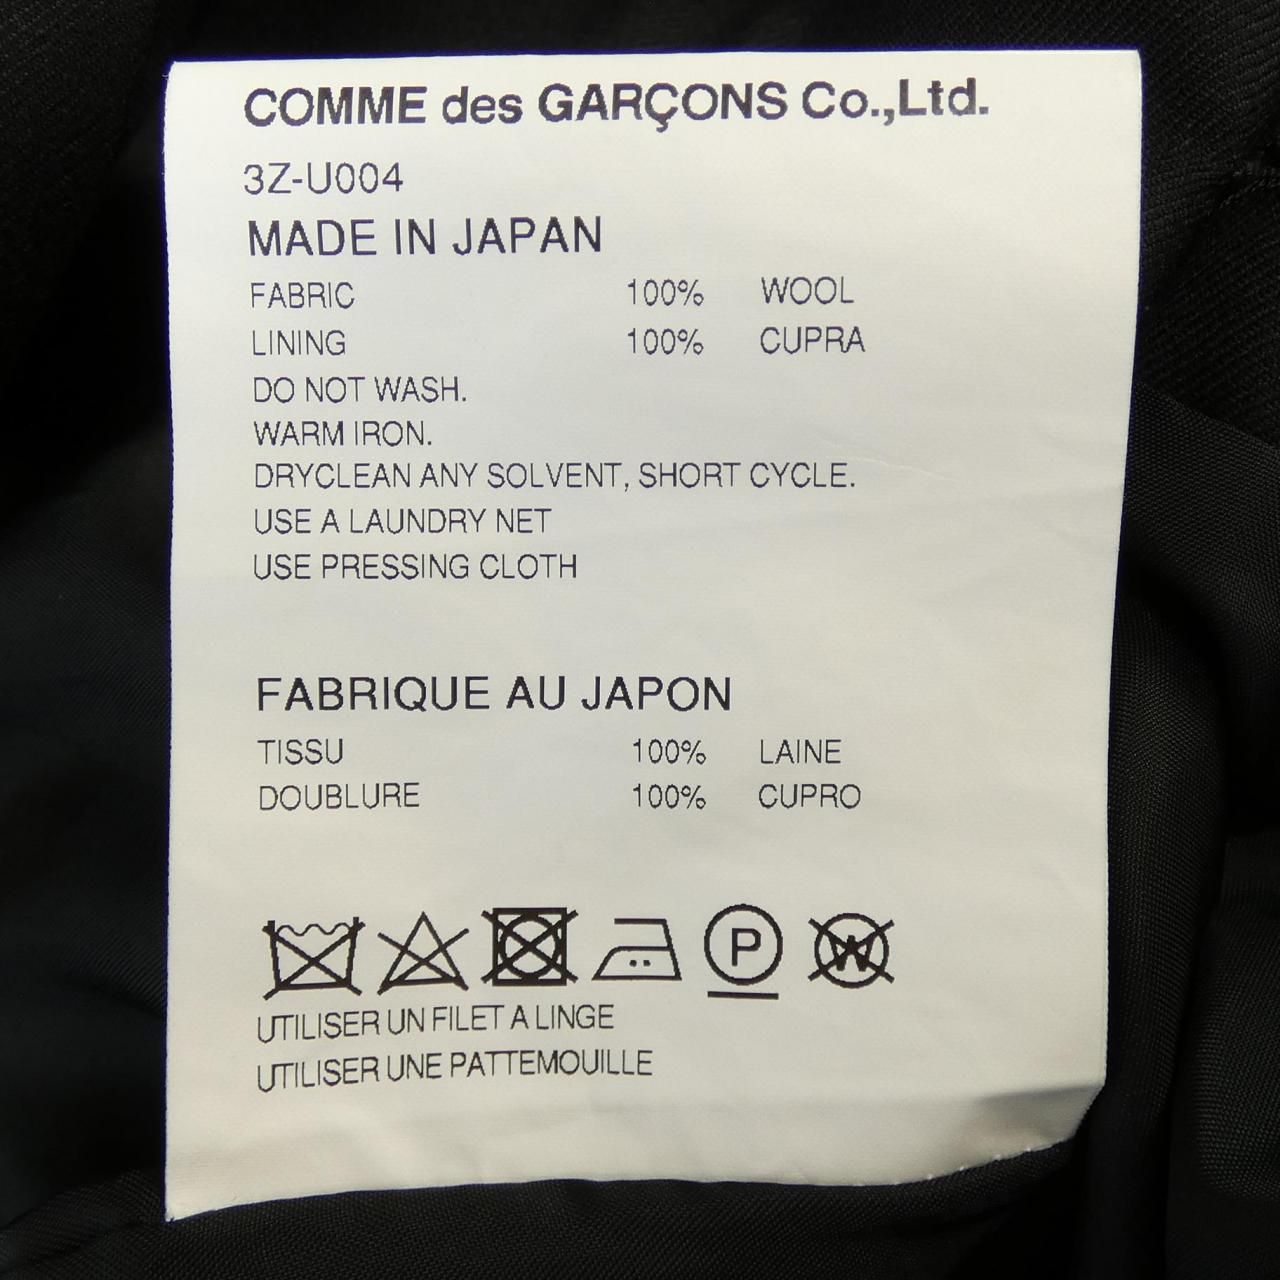 COMME des GARÇONS Co.,Ltd.
3Z-U004
MADE IN JAPAN
FABRIC 100% WOOL
LINING 100% CUPRA
DO NOT WASH.
WARM IRON.
DRYCLEAN ANY SOLVENT, SHORT CYCLE.
USE A LAUNDRY NET
USE PRESSING CLOTH
FABRIQUE AU JAPON
TISSU 100% LAINE
DOUBLURE 100% CUPRO
P W
UTILISER UN FILET A LINGE
UTILISER UNE PATTEMOUILLE